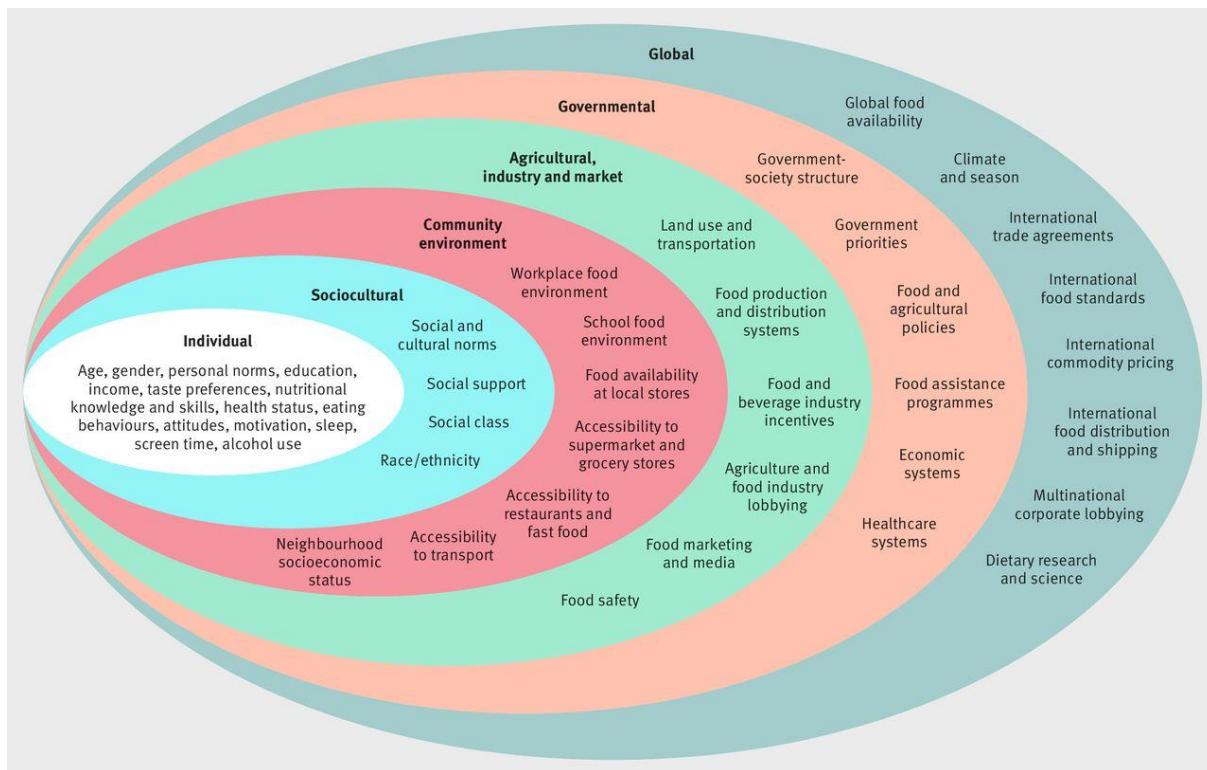 Global
Global food
availability
Climate
and season
International
trade agreements
International
food standards
International
commodity pricing
International
food distribution
and shipping
Multinational
corporate lobbying
Dietary research
and science
Governmental
Government-
society structure
Government
priorities
Food and
agricultural
policies
Food assistance
programmes
Economic
systems
Healthcare
systems
Agricultural,
industry and market
Land use and
transportation
Food production
and distribution
systems
Food and
beverage industry
incentives
Agriculture and
food industry
lobbying
Food marketing
and media
Food safety
Community
environment
Workplace food
environment
School food
environment
Food availability
at local stores
Accessibility to
supermarket and
grocery stores
Accessibility to
restaurants and
fast food
Accessibility
to transport
Neighbourhood
socioeconomic
status
Sociocultural
Social and
cultural norms
Social support
Social class
Race/ethnicity
Individual
Age, gender, personal norms, education,
income, taste preferences, nutritional
knowledge and skills, health status, eating
behaviours, attitudes, motivation, sleep,
screen time, alcohol use